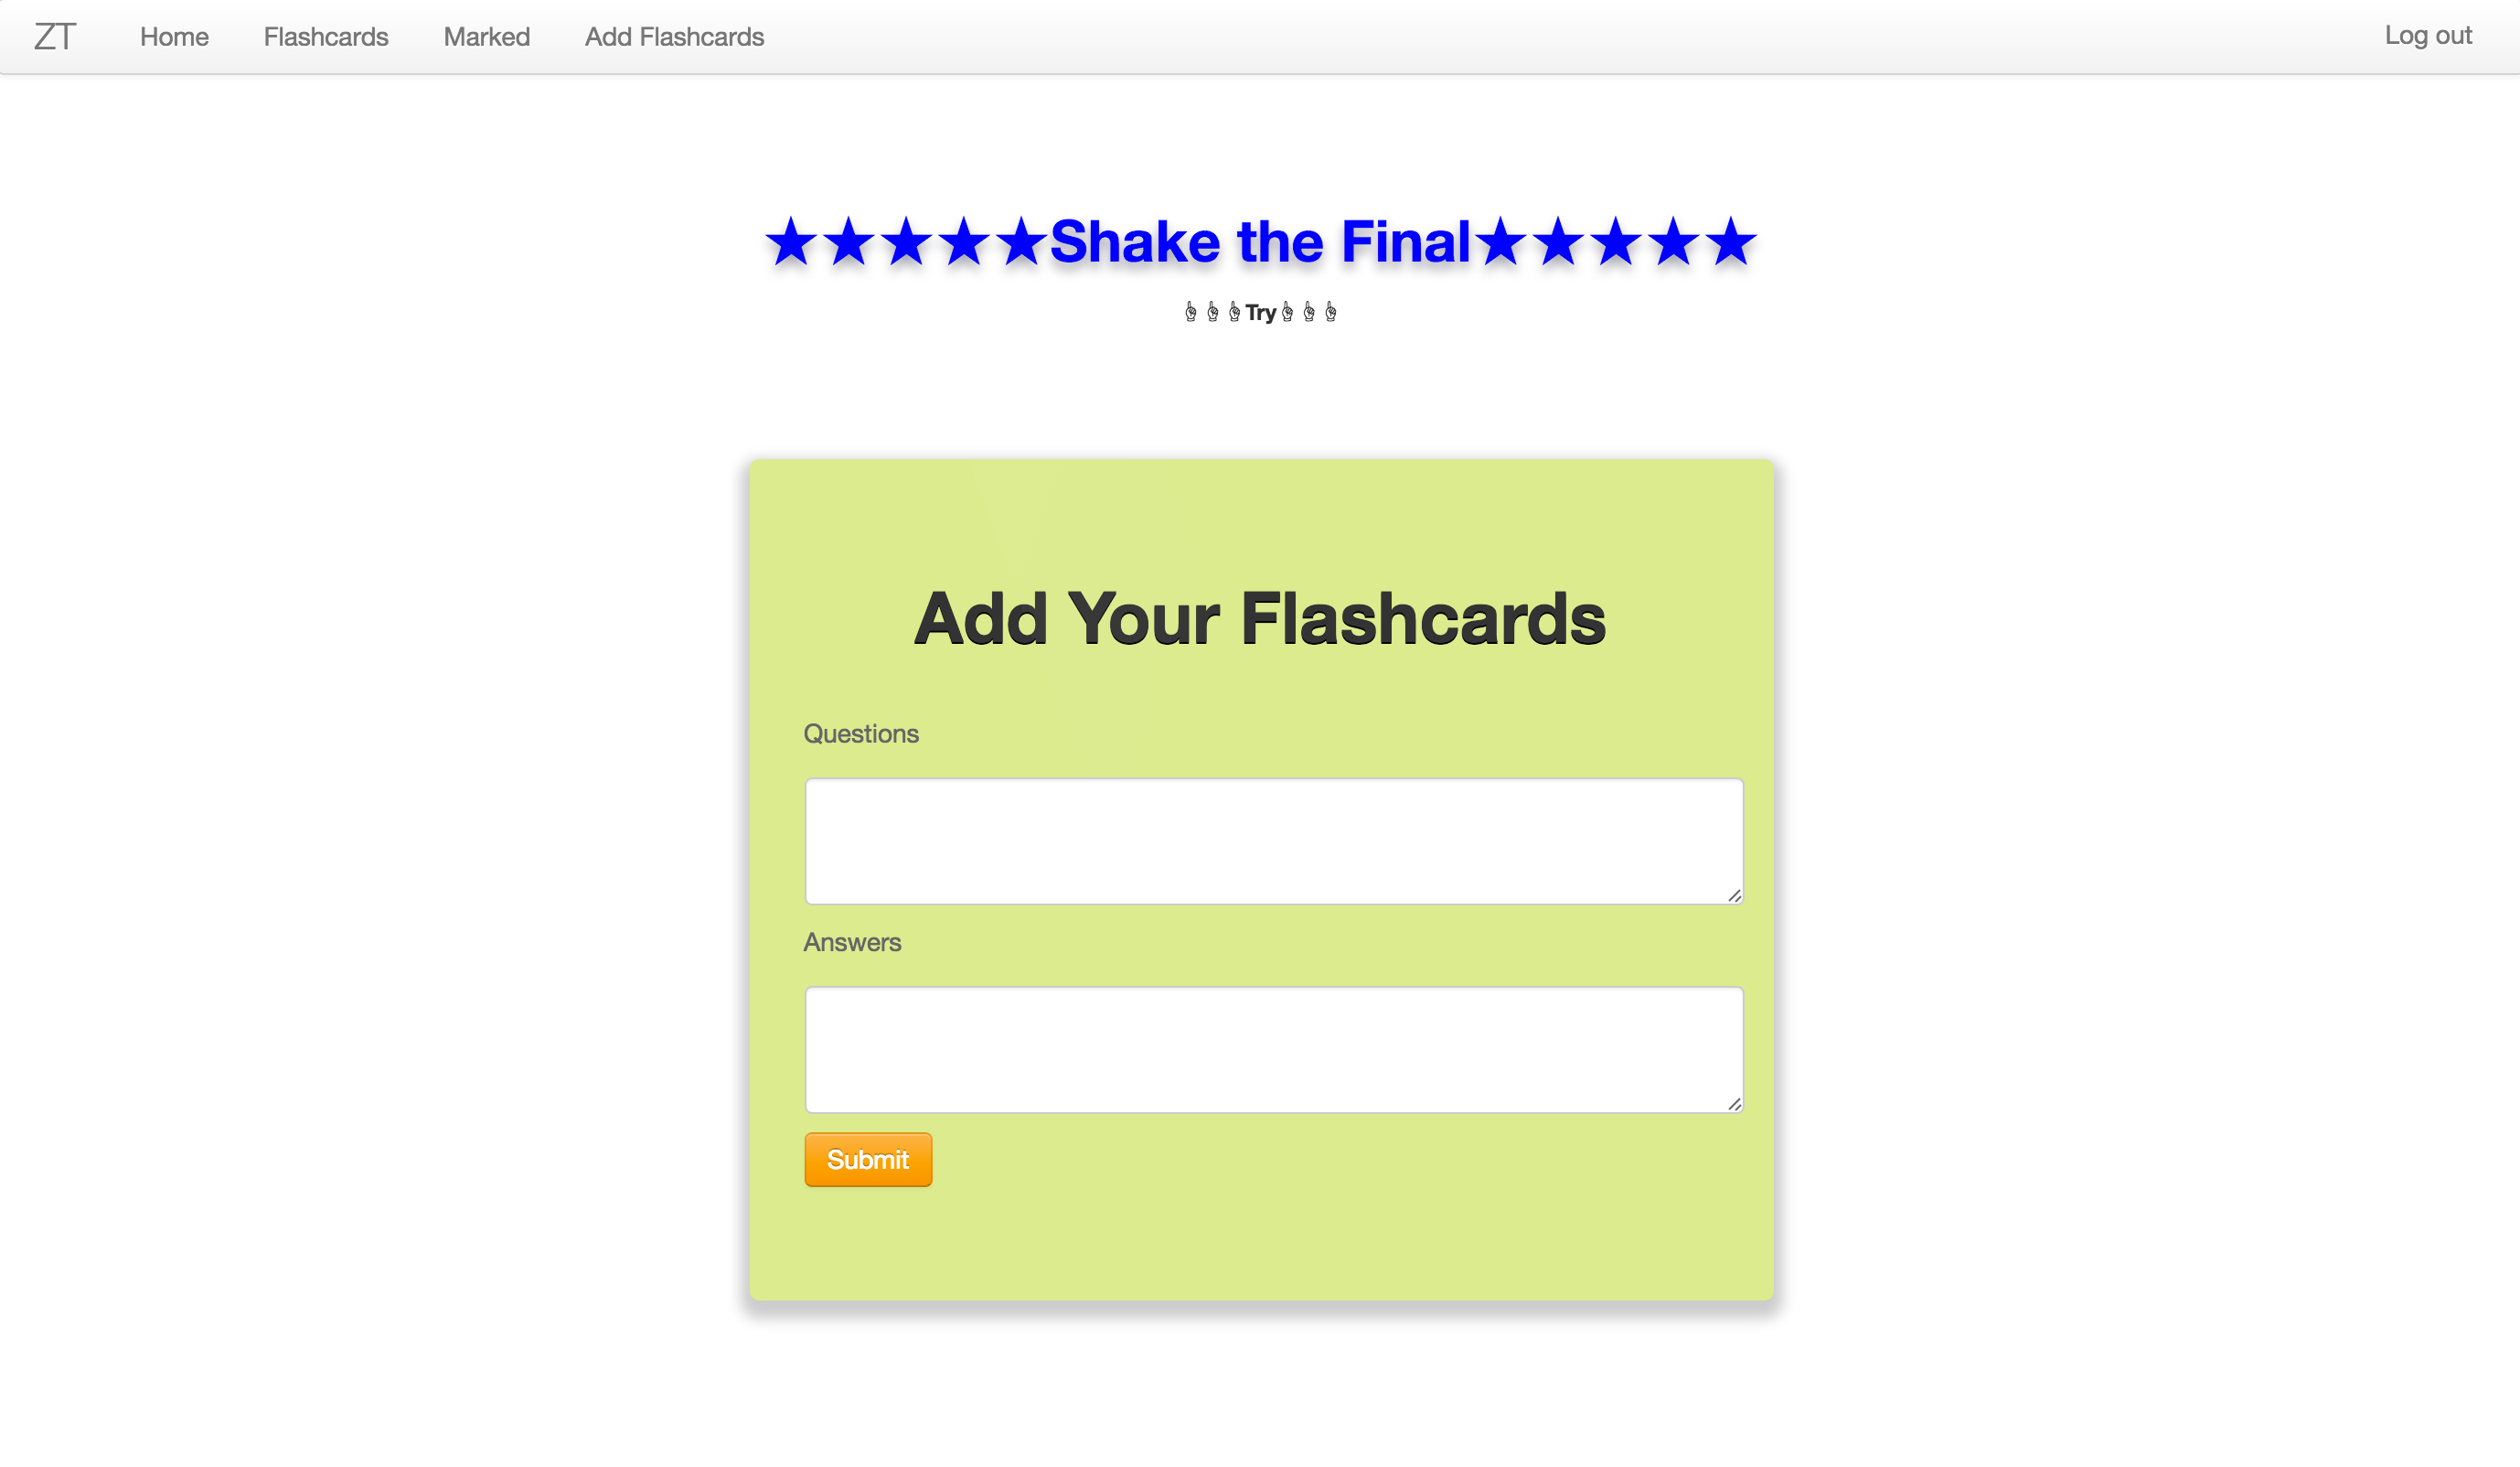 ZT Home Flashcards Marked Add Flashcards Log out
★★★★★Shake the Final★★★★★
☝☝☝Try☝☝☝
Add Your Flashcards
Questions
Answers
Submit